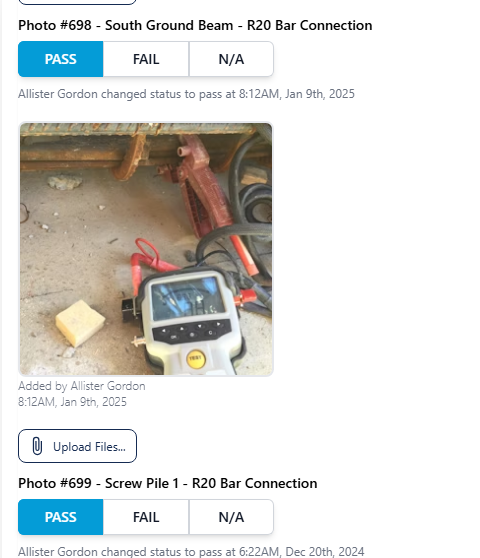 Photo #698 - South Ground Beam - R20 Bar Connection
PASS FAIL N/A
Allister Gordon changed status to pass at 8:12AM, Jan 9th, 2025
TEST
Added by Allister Gordon
8:12AM, Jan 9th, 2025
Upload Files...
Photo #699 - Screw Pile 1 - R20 Bar Connection
PASS FAIL N/A
Allister Gordon changed status to pass at 6:22AM, Dec 20th, 2024